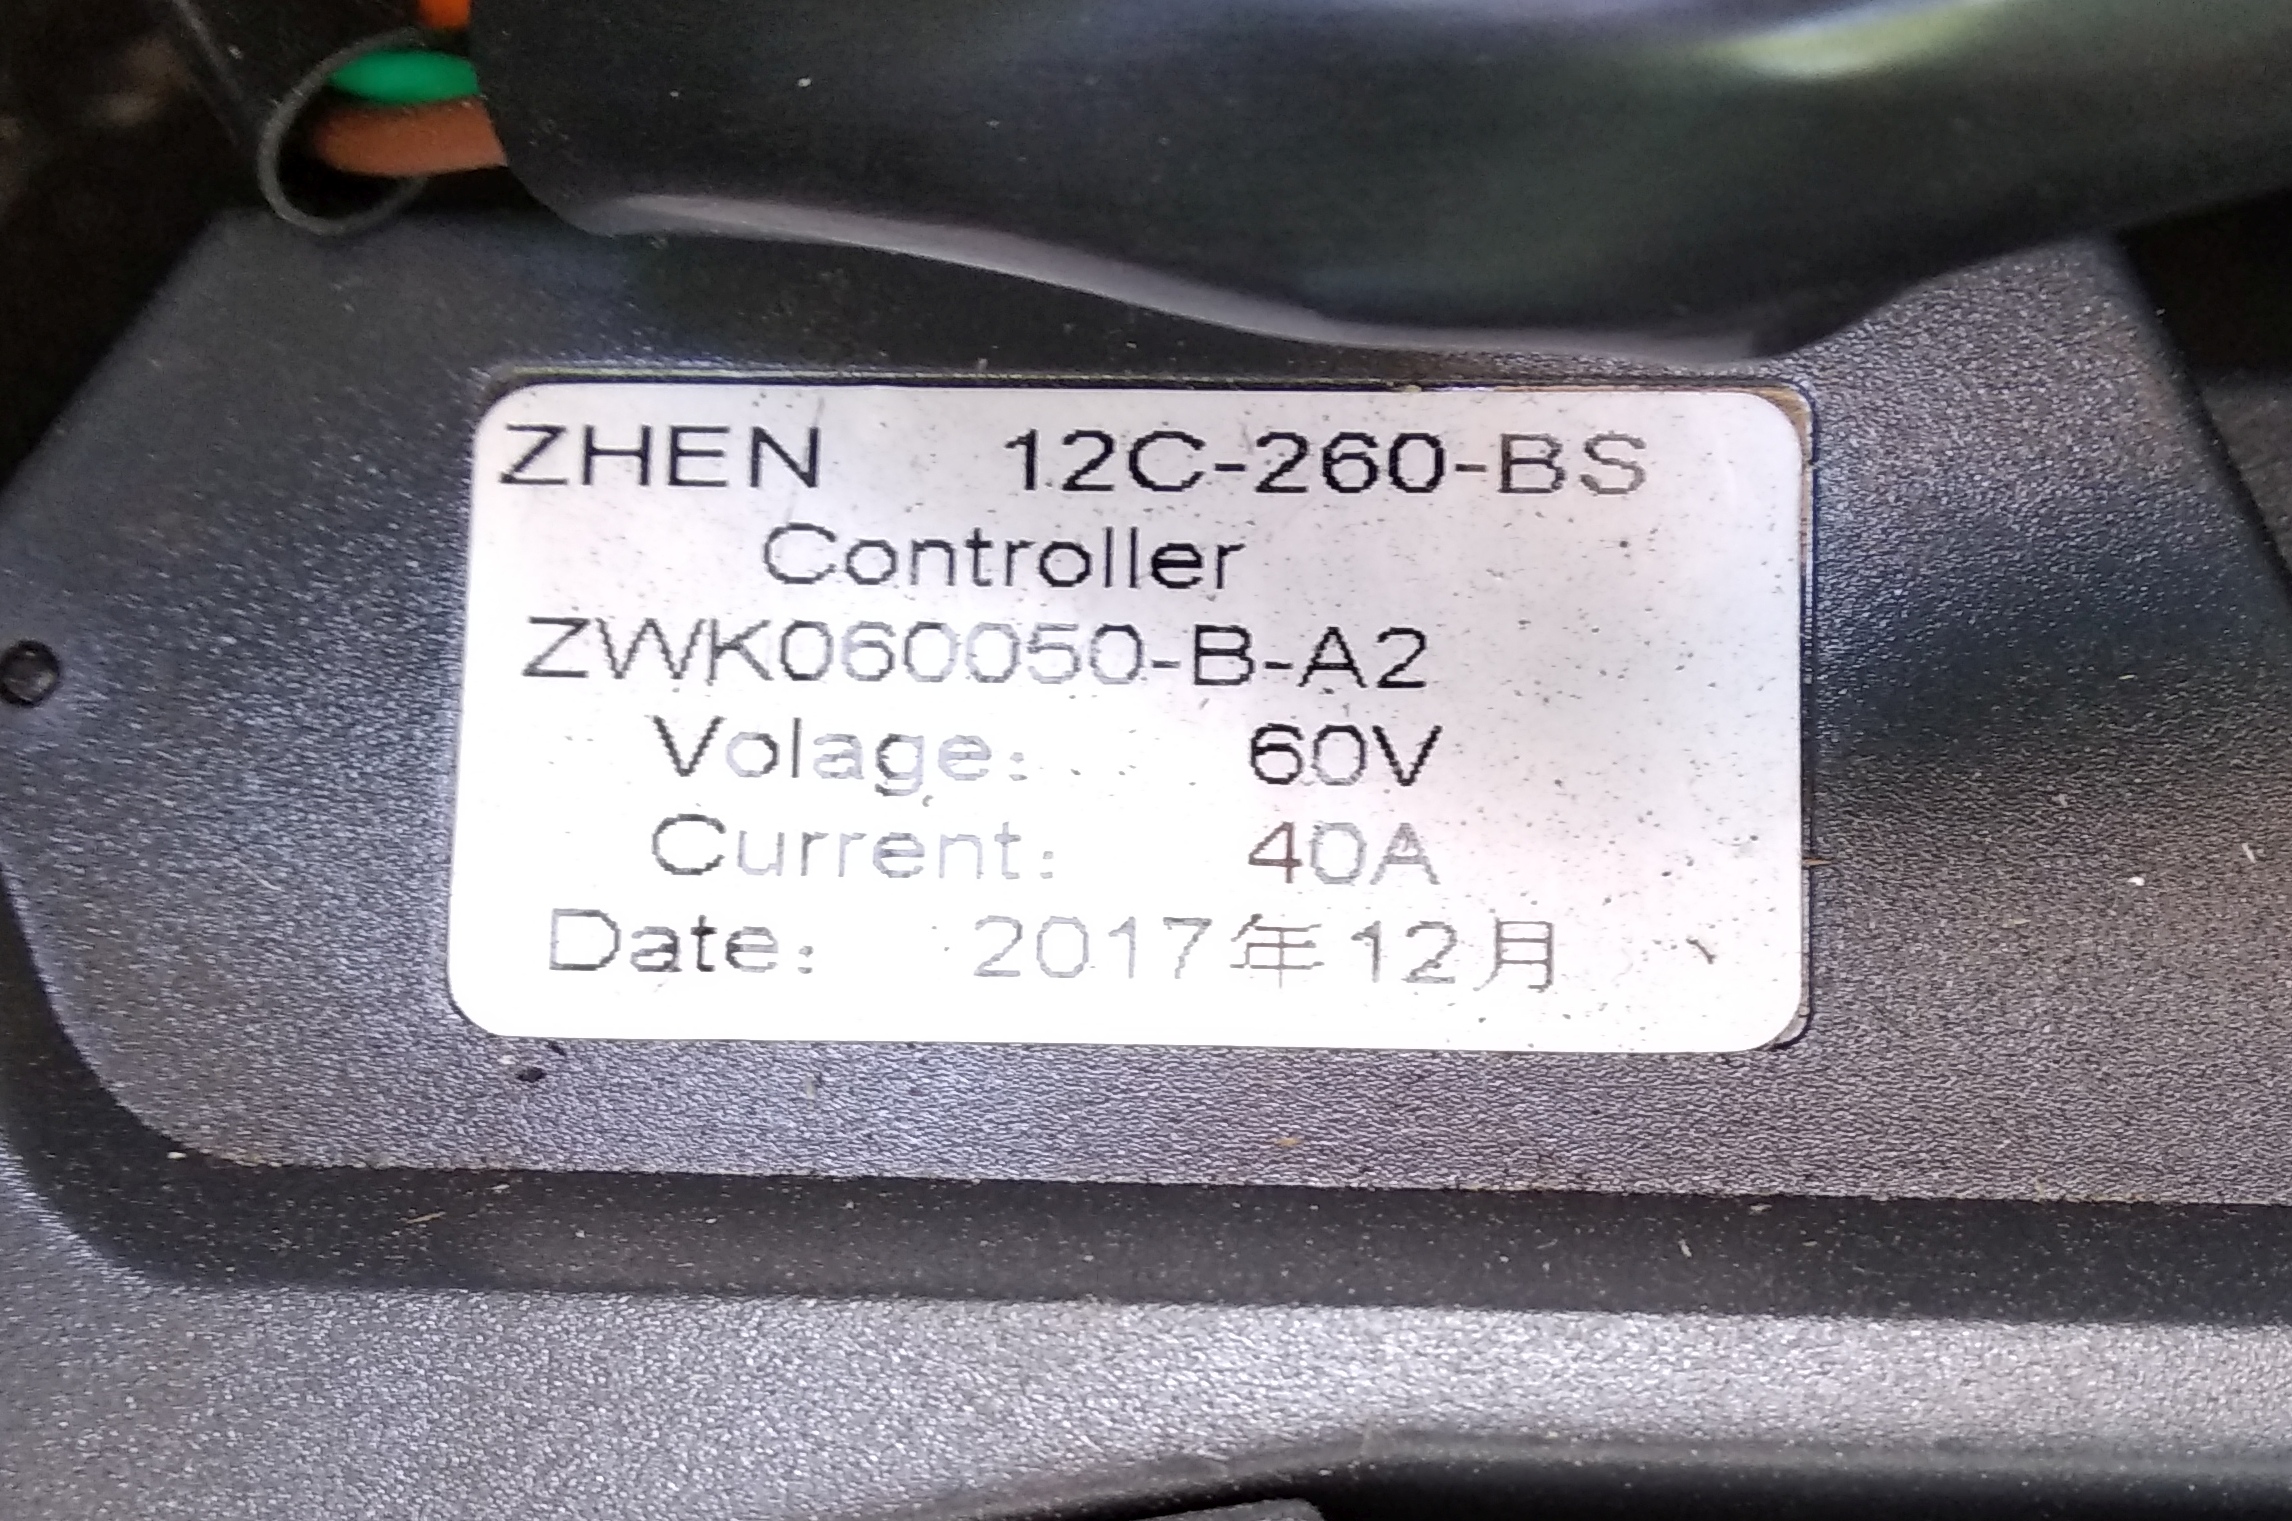 ZHEN 12C-260-BS
Controller
ZWK060050-B-A2
Volage: 60V
Current: 40A
Date: 2017年12月